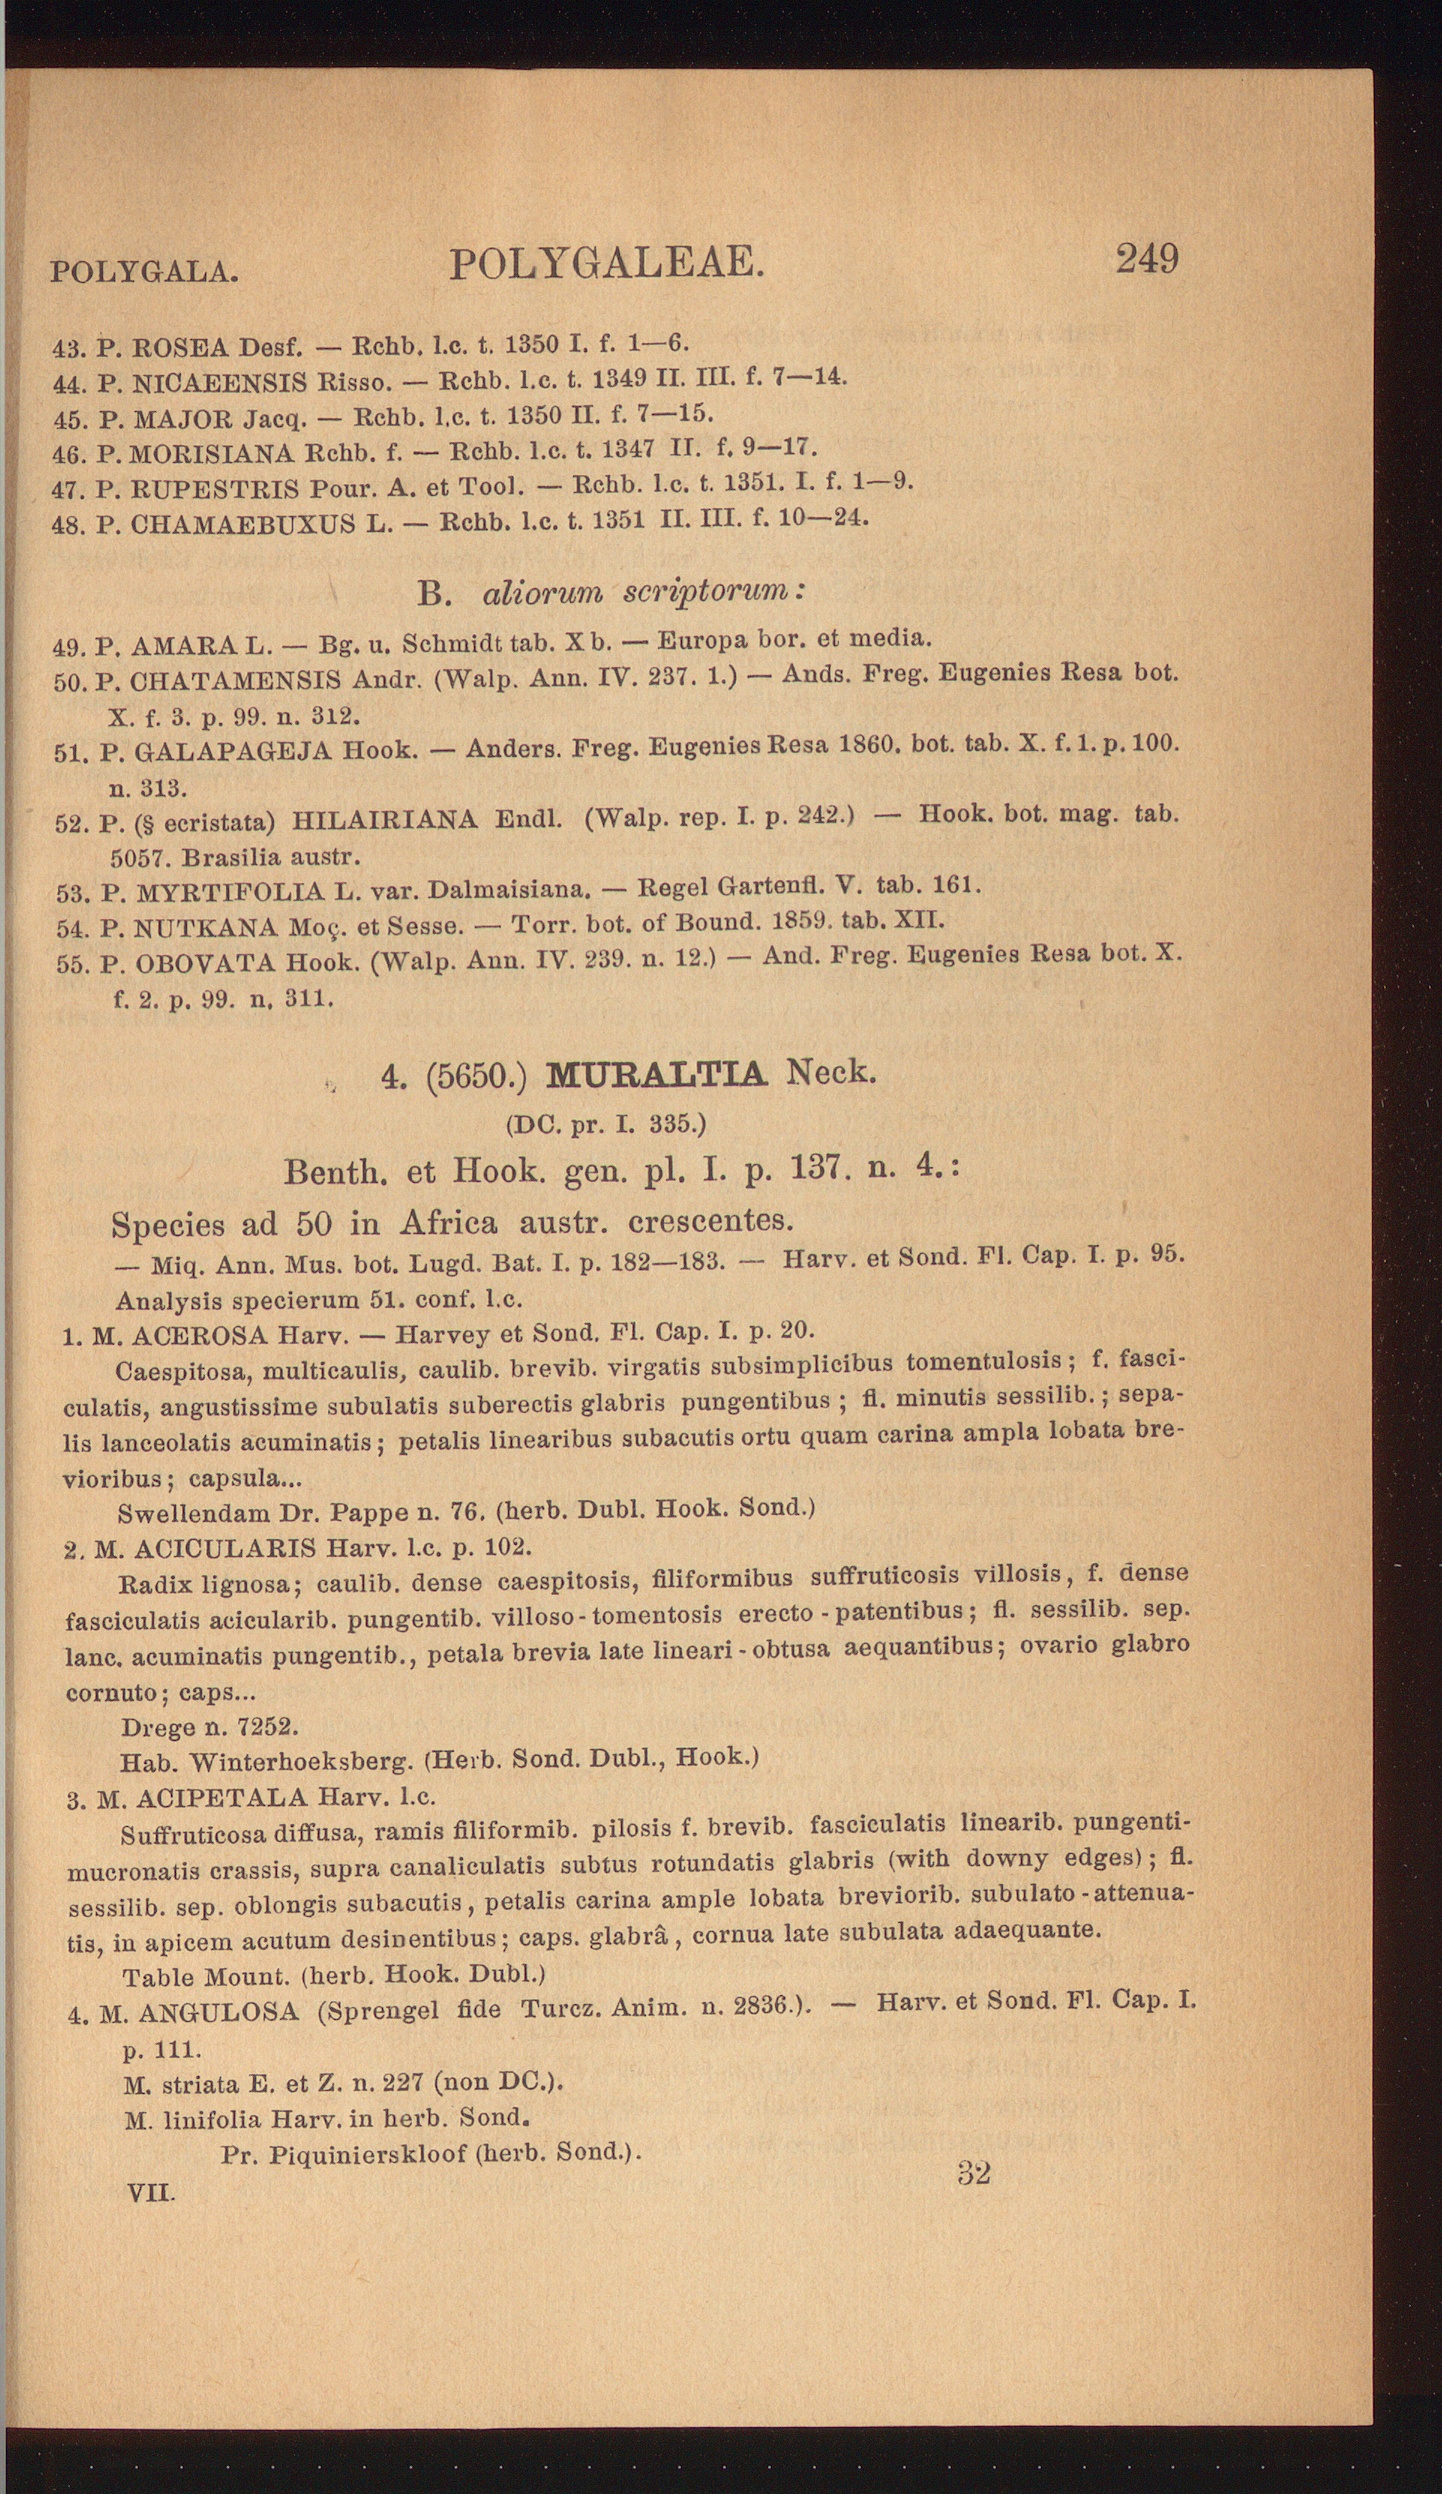 POLYGALA. POLYGALEAE. 249
43. P. ROSEA Desf. — Rchb. l.c. t. 1350 I. f. 1—6.
44. P. NICAEENSIS Risso. — Rchb. l.c. t. 1349 II. III. f. 7—14.
45. P. MAJOR Jacq. — Rchb. l.c. t. 1350 II. f. 7—15.
46. P. MORISIANA Rchb. f. — Rchb. l.c. t. 1347 II. f. 9—17.
47. P. RUPESTRIS Pour. A. et Tool. — Rchb. l.c. t. 1351. I. f. 1—9.
48. P. CHAMAEBUXUS L. — Rchb. l.c. t. 1351 II. III. f. 10—24.
B. aliorum scriptorum:
49. P. AMARA L. — Bg. u. Schmidt tab. X b. — Europa bor. et media.
50. P. CHATAMENSIS Andr. (Walp. Ann. IV. 237. 1.) — Ands. Freg. Eugenies Resa bot.
X. f. 3. p. 99. n. 312.
51. P. GALAPAGEJA Hook. — Anders. Freg. Eugenies Resa 1860. bot. tab. X. f. 1. p. 100.
n. 313.
52. P. (§ ecristata) HILAIRIANA Endl. (Walp. rep. I. p. 242.) — Hook. bot. mag. tab.
5057. Brasilia austr.
53. P. MYRTIFOLIA L. var. Dalmaisiana. — Regel Gartenfl. V. tab. 161.
54. P. NUTKANA Moç. et Sesse. — Torr. bot. of Bound. 1859. tab. XII.
55. P. OBOVATA Hook. (Walp. Ann. IV. 239. n. 12.) — And. Freg. Eugenies Resa bot. X.
f. 2. p. 99. n. 311.
4. (5650.) MURALTIA Neck.
(DC. pr. I. 335.)
Benth. et Hook. gen. pl. I. p. 137. n. 4.:
Species ad 50 in Africa austr. crescentes.
— Miq. Ann. Mus. bot. Lugd. Bat. I. p. 182—183. — Harv. et Sond. Fl. Cap. I. p. 95.
Analysis specierum 51. conf. l.c.
1. M. ACEROSA Harv. — Harvey et Sond. Fl. Cap. I. p. 20.
Caespitosa, multicaulis, caulib. brevib. virgatis subsimplicibus tomentulosis; f. fasci-
culatis, angustissime subulatis suberectis glabris pungentibus; fl. minutis sessilib.; sepa-
lis lanceolatis acuminatis; petalis linearibus subacutis ortu quam carina ampla lobata bre-
vioribus; capsula...
Swellendam Dr. Pappe n. 76. (herb. Dubl. Hook. Sond.)
2. M. ACICULARIS Harv. l.c. p. 102.
Radix lignosa; caulib. dense caespitosis, filiformibus suffruticosis villosis, f. dense
fasciculatis acicularib. pungentib. villoso-tomentosis erecto-patentibus; fl. sessilib. sep.
lanc. acuminatis pungentib., petala brevia late lineari-obtusa aequantibus; ovario glabro
cornuto; caps...
Drege n. 7252.
Hab. Winterhoeksberg. (Herb. Sond. Dubl., Hook.)
3. M. ACIPETALA Harv. l.c.
Suffruticosa diffusa, ramis filiformib. pilosis f. brevib. fasciculatis linearib. pungenti-
mucronatis crassis, supra canaliculatis subtus rotundatis glabris (with downy edges); fl.
sessilib. sep. oblongis subacutis, petalis carina ample lobata breviorib. subulato-attenua-
tis, in apicem acutum desinentibus; caps. glabrâ, cornua late subulata adaequante.
Table Mount. (herb. Hook. Dubl.)
4. M. ANGULOSA (Sprengel fide Turcz. Anim. n. 2836.). — Harv. et Sond. Fl. Cap. I.
p. 111.
M. striata E. et Z. n. 227 (non DC.).
M. linifolia Harv. in herb. Sond.
Pr. Piquinierskloof (herb. Sond.).
VII. 32